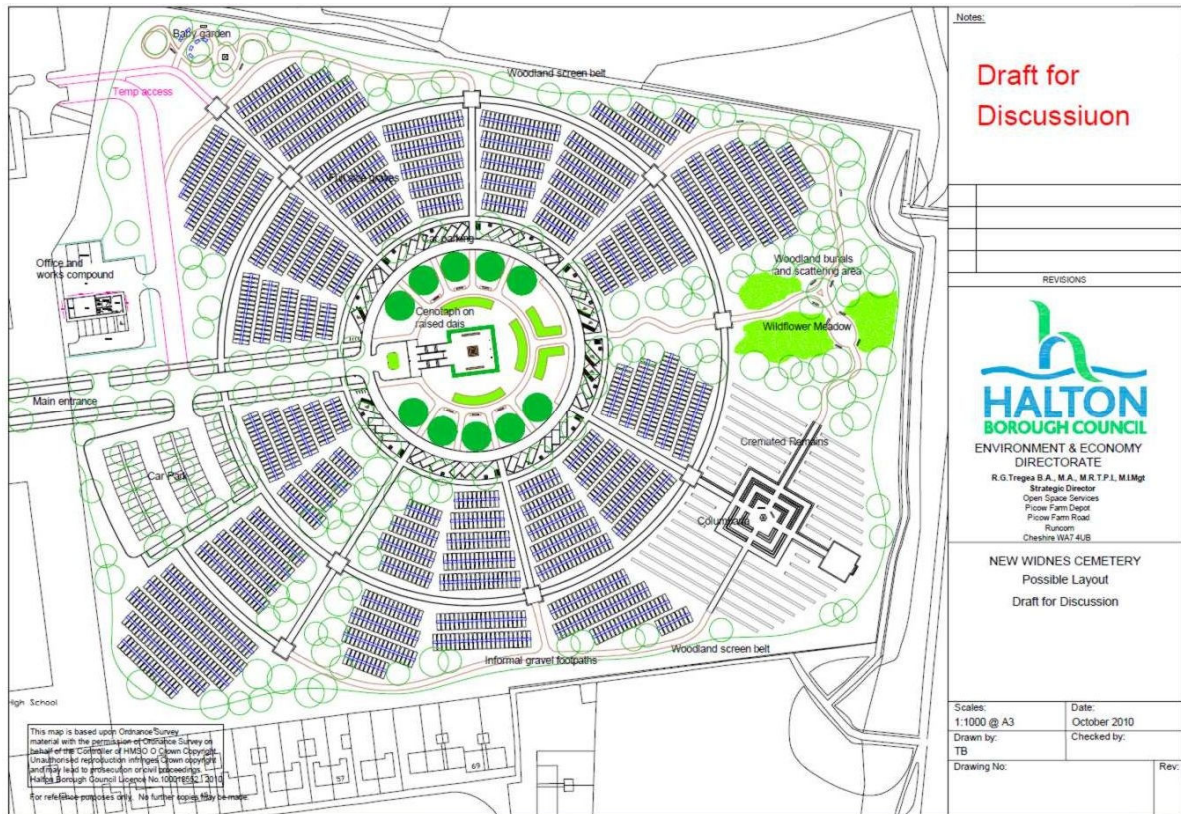 Baby garden
Temp access
Woodland screen belt
Car parking
Office and
works compound
Cenotaph on
raised dais
Woodland burials
and scattering area
Wildflower Meadow
Main entrance
Car Park
Cremated Remains
Informal gravel footpaths
Woodland screen belt
High School
This map is based upon Ordnance Survey
material with the permission of Ordnance Survey on
behalf of the Controller of HMSO © Crown Copyright.
Unauthorised reproduction infringes Crown copyright
and may lead to prosecution or civil proceedings.
For reference purposes only. No further copies may be made.
57
69
Notes:
Draft for
Discussiuon
REVISIONS
HALTON
BOROUGH COUNCIL
ENVIRONMENT & ECONOMY
DIRECTORATE
R.G.Tregea B.A., M.A., M.R.T.P.I., M.I.Mgt
Strategic Director
Open Space Services
Picow Farm Depot
Picow Farm Road
Runcorn
Cheshire WA7 4UB
NEW WIDNES CEMETERY
Possible Layout
Draft for Discussion
Scales:
1:1000 @ A3
Date:
October 2010
Drawn by:
TB
Checked by:
Drawing No:
Rev: